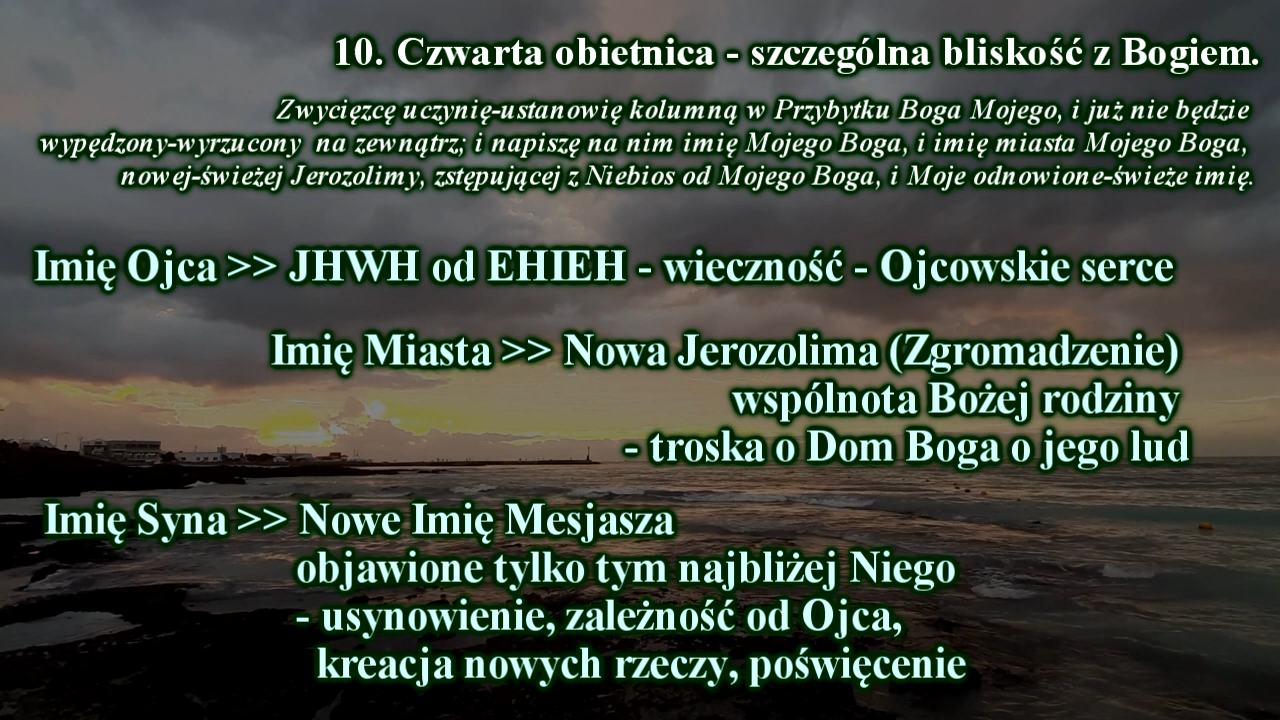 10. Czwarta obietnica - szczególna bliskość z Bogiem.
Zwycięzcę uczynię-ustanowię kolumną w Przybytku Boga Mojego, i już nie będzie
wypędzony-wyrzucony na zewnątrz; i napiszę na nim imię Mojego Boga, i imię miasta Mojego Boga,
nowej-świeżej Jerozolimy, zstępującej z Niebios od Mojego Boga, i Moje odnowione-świeże imię.
Imię Ojca >> JHWH od EHIEH - wieczność - Ojcowskie serce
Imię Miasta >> Nowa Jerozolima (Zgromadzenie)
wspólnota Bożej rodziny
- troska o Dom Boga o jego lud
Imię Syna >> Nowe Imię Mesjasza
objawione tylko tym najbliżej Niego
- usynowienie, zależność od Ojca,
kreacja nowych rzeczy, poświęcenie